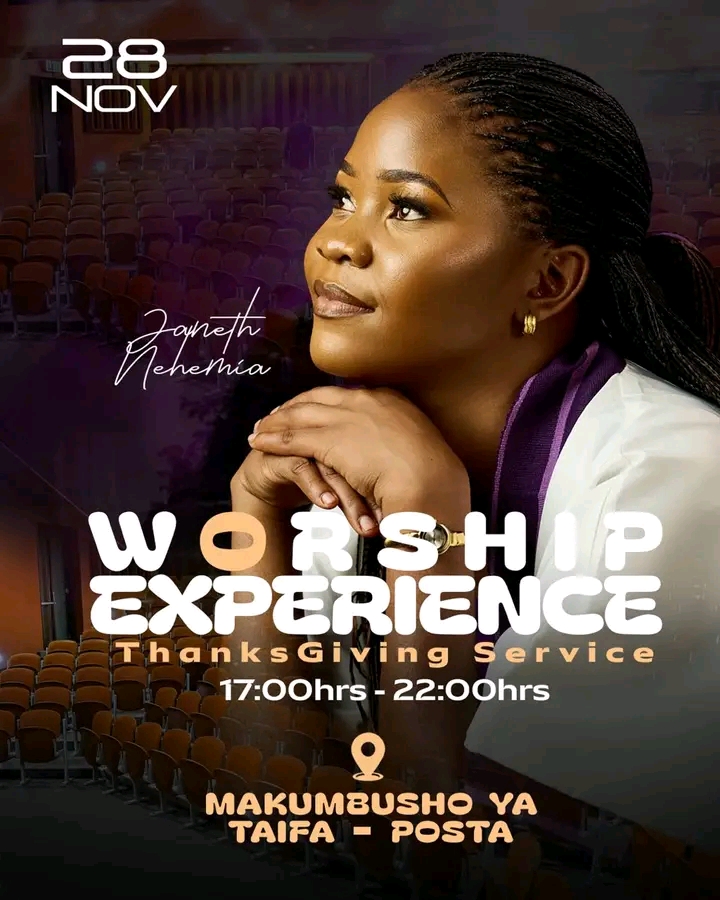 28
NOV
Janeth
Nehemia
WORSHIP
EXPERIENCE
ThanksGiving Service
17:00hrs - 22:00hrs
MAKUMBUSHO YA
TAIFA - POSTA